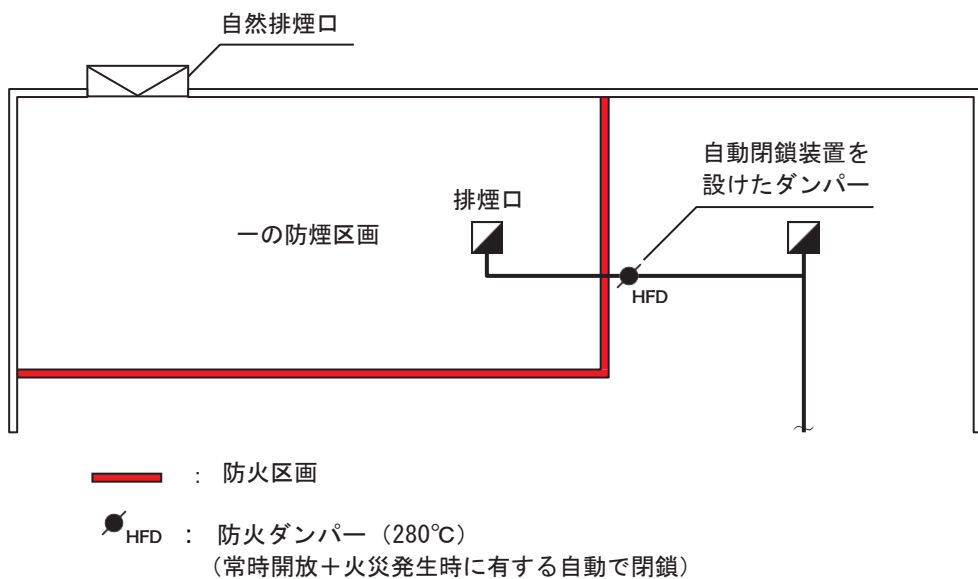 自然排煙口
自動閉鎖装置を
設けたダンパー
排煙口
一の防煙区画
HFD
： 防火区画
HFD ： 防火ダンパー（280℃）
（常時開放＋火災発生時に有する自動で閉鎖）